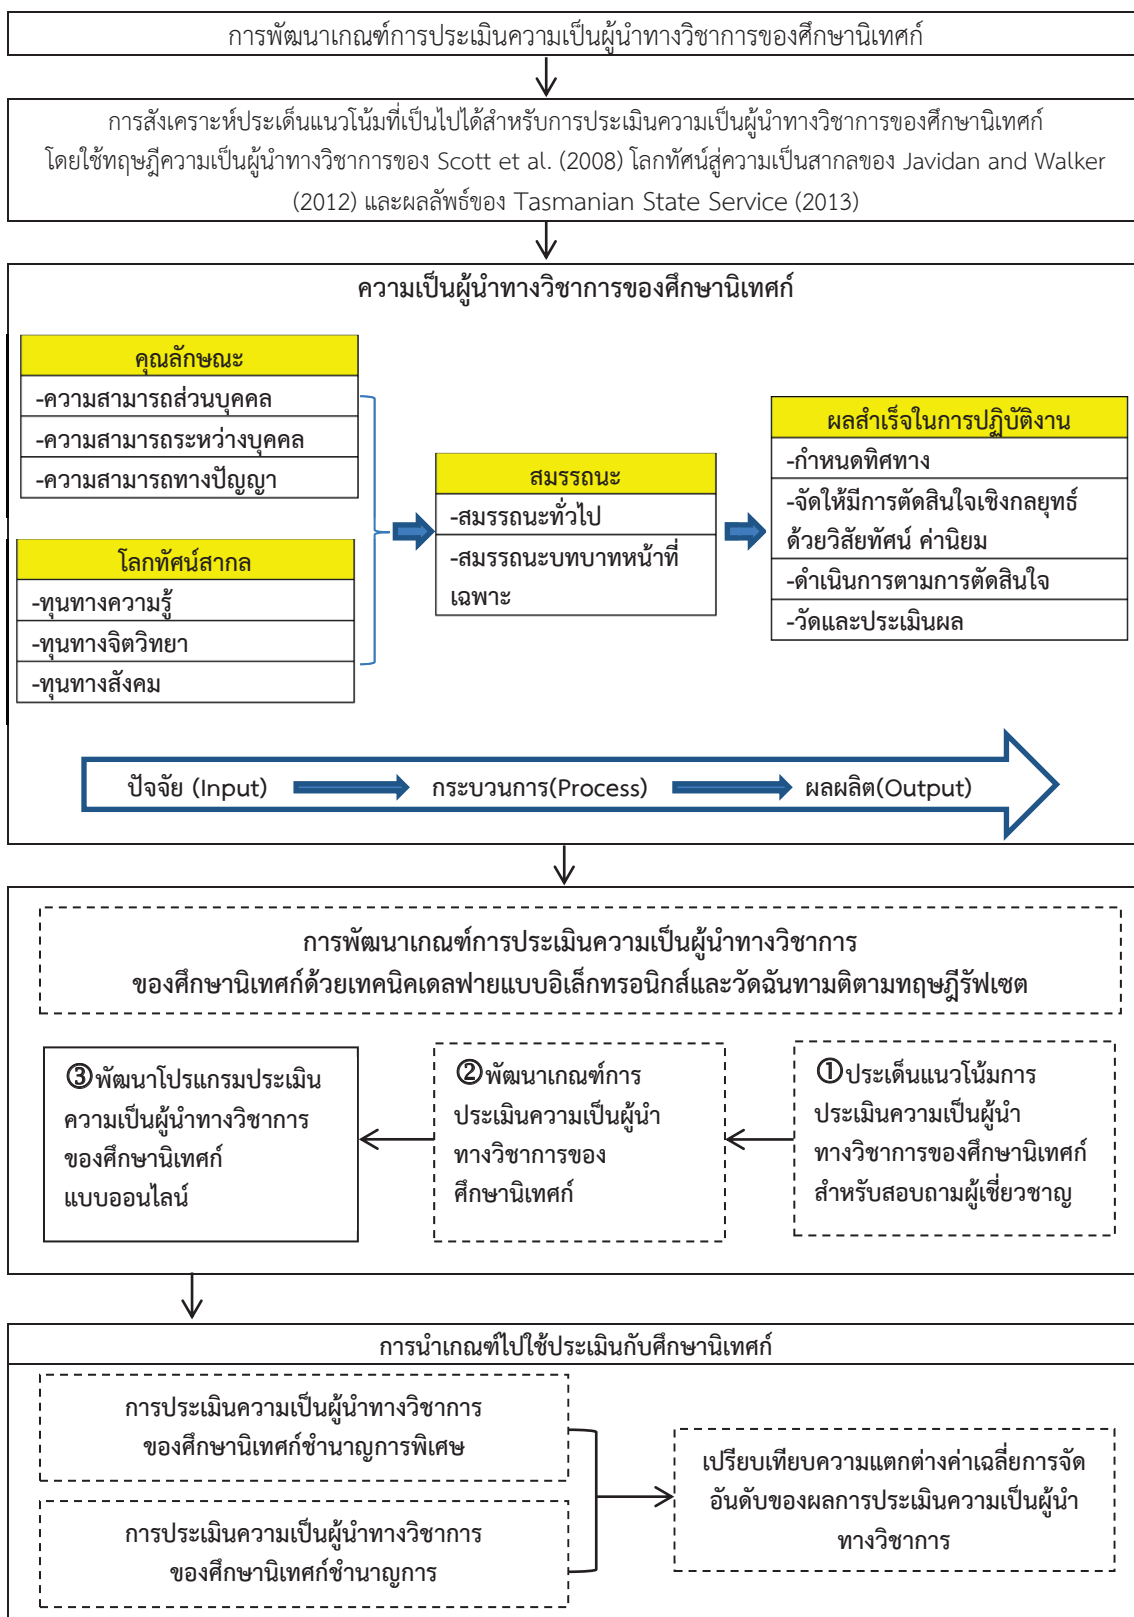 การพัฒนาเกณฑ์การประเมินความเป็นผู้นำทางวิชาการของศึกษานิเทศก์
การสังเคราะห์ประเด็นแนวโน้มที่เป็นไปได้สำหรับการประเมินความเป็นผู้นำทางวิชาการของศึกษานิเทศก์
โดยใช้ทฤษฎีความเป็นผู้นำทางวิชาการของ Scott et al. (2008) โลกทัศน์สู่ความเป็นสากลของ Javidan and Walker
(2012) และผลลัพธ์ของ Tasmanian State Service (2013)
ความเป็นผู้นำทางวิชาการของศึกษานิเทศก์
คุณลักษณะ
-ความสามารถส่วนบุคคล
-ความสามารถระหว่างบุคคล
-ความสามารถทางปัญญา
โลกทัศน์สากล
-ทุนทางความรู้
-ทุนทางจิตวิทยา
-ทุนทางสังคม
สมรรถนะ
-สมรรถนะทั่วไป
-สมรรถนะบทบาทหน้าที่
เฉพาะ
ผลสำเร็จในการปฏิบัติงาน
-กำหนดทิศทาง
-จัดให้มีการตัดสินใจเชิงกลยุทธ์
ด้วยวิสัยทัศน์ ค่านิยม
-ดำเนินการตามการตัดสินใจ
-วัดและประเมินผล
ปัจจัย (Input)
กระบวนการ(Process)
ผลผลิต(Output)
การพัฒนาเกณฑ์การประเมินความเป็นผู้นำทางวิชาการ
ของศึกษานิเทศก์ด้วยเทคนิคเดลฟายแบบอิเล็กทรอนิกส์และวัดฉันทามติตามทฤษฎีรัฟเซต
③พัฒนาโปรแกรมประเมิน
ความเป็นผู้นำทางวิชาการ
ของศึกษานิเทศก์
แบบออนไลน์
②พัฒนาเกณฑ์การ
ประเมินความเป็นผู้นำ
ทางวิชาการของ
ศึกษานิเทศก์
①ประเด็นแนวโน้มการ
ประเมินความเป็นผู้นำ
ทางวิชาการของศึกษานิเทศก์
สำหรับสอบถามผู้เชี่ยวชาญ
การนำเกณฑ์ไปใช้ประเมินกับศึกษานิเทศก์
การประเมินความเป็นผู้นำทางวิชาการ
ของศึกษานิเทศก์ชำนาญการพิเศษ
การประเมินความเป็นผู้นำทางวิชาการ
ของศึกษานิเทศก์ชำนาญการ
เปรียบเทียบความแตกต่างค่าเฉลี่ยการจัด
อันดับของผลการประเมินความเป็นผู้นำ
ทางวิชาการ